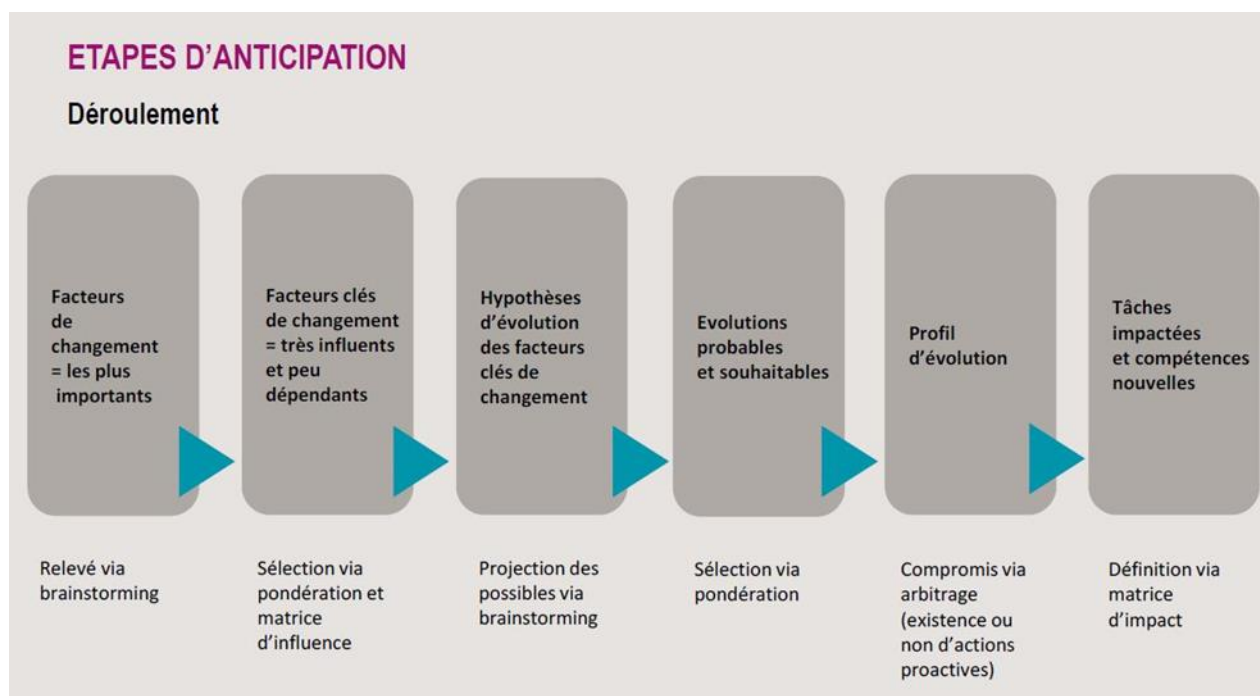 ETAPES D’ANTICIPATION
Déroulement
Facteurs
de
changement
= les plus
importants
Facteurs clés
de changement
= très influents
et peu
dépendants
Hypothèses
d’évolution
des facteurs
clés de
changement
Evolutions
probables
et souhaitables
Profil
d’évolution
Tâches
impactées
et compétences
nouvelles
Relevé via
brainstorming
Sélection via
pondération et
matrice
d’influence
Projection des
possibles via
brainstorming
Sélection via
pondération
Compromis via
arbitrage
(existence ou
non d’actions
proactives)
Définition via
matrice
d’impact